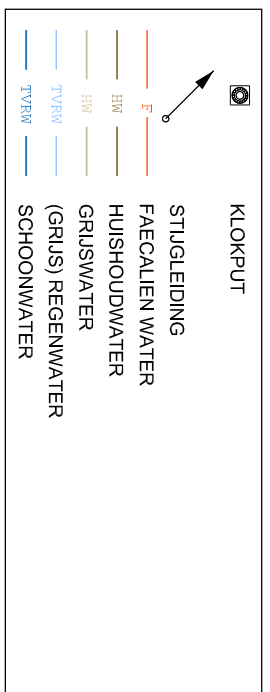 KLOKPUT
STIJGLEIDING
F FAECALIEN WATER
HW HUISHOUDWATER
HW GRIJSWATER
TVRW (GRIJS) REGENWATER
TVRW SCHOONWATER